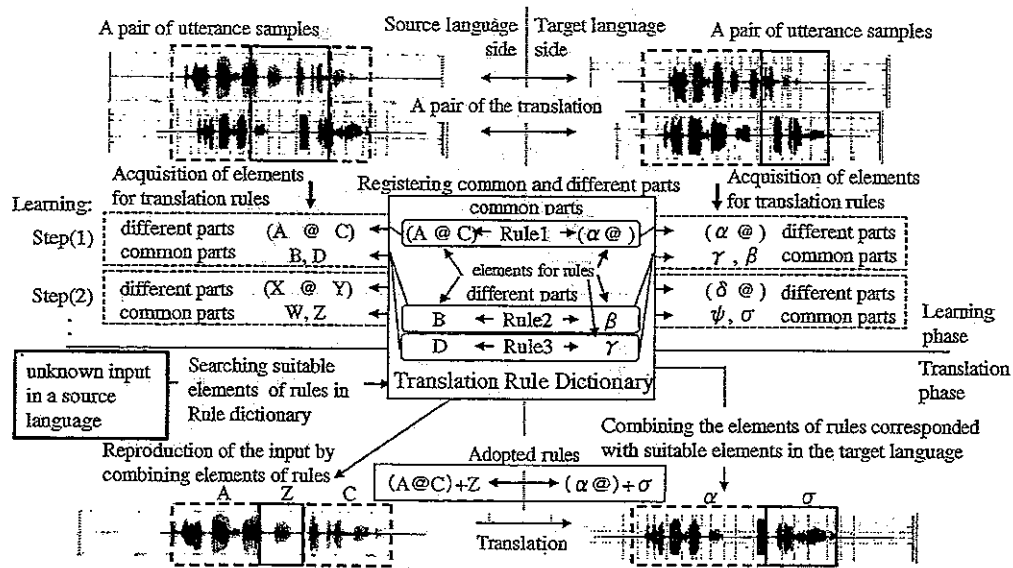 Source language side
Target language side
A pair of utterance samples
A pair of utterance samples
A pair of the translation
Acquisition of elements for translation rules
Registering common and different parts
Acquisition of elements for translation rules
Learning:
common parts
Step(1)
different parts (A @ C)
common parts B, D
(A @ C) ← Rule1 → (α @ )
(α @ ) different parts
γ , β common parts
elements for rules
different parts
Step(2)
different parts (X @ Y)
common parts W, Z
(δ @ ) different parts
ψ, σ common parts
B ← Rule2 → β
D ← Rule3 → γ
Learning phase
Translation phase
Translation Rule Dictionary
unknown input in a source language
Searching suitable elements of rules in Rule dictionary
Reproduction of the input by combining elements of rules
Combining the elements of rules corresponded with suitable elements in the target language
Adopted rules
(A@C)+Z ↔ (α@)+σ
A Z C
α σ
Translation